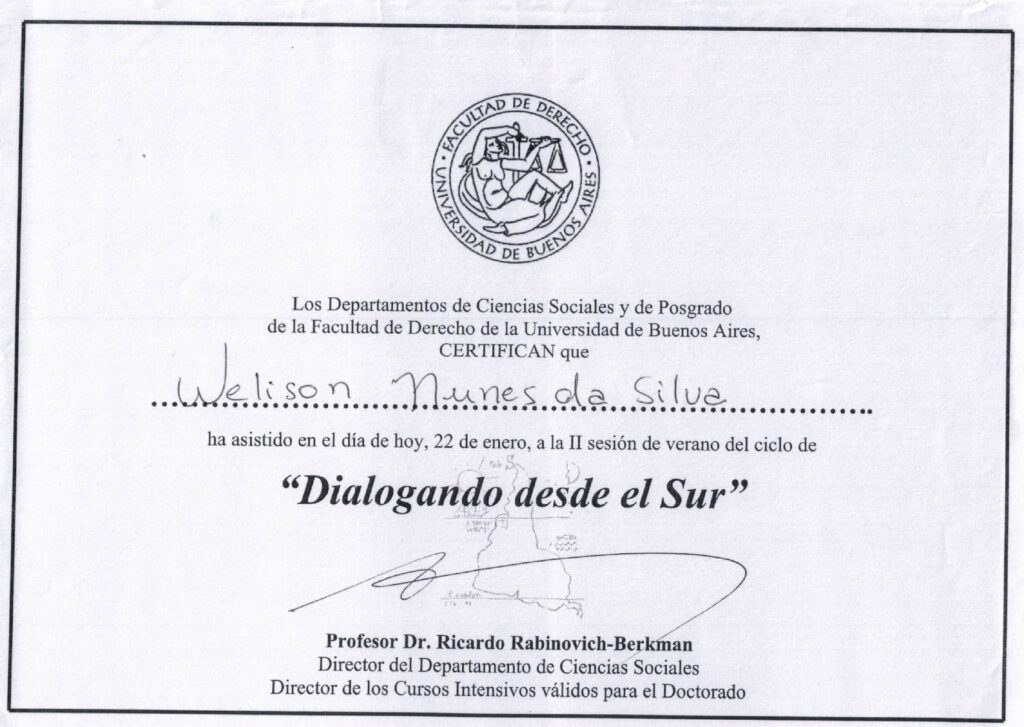 FACULTAD DE DERECHO
UNIVERSIDAD DE BUENOS AIRES
Los Departamentos de Ciencias Sociales y de Posgrado
de la Facultad de Derecho de la Universidad de Buenos Aires,
CERTIFICAN que
Welison Nunes da Silva
ha asistido en el día de hoy, 22 de enero, a la II sesión de verano del ciclo de
“Dialogando desde el Sur”
Profesor Dr. Ricardo Rabinovich-Berkman
Director del Departamento de Ciencias Sociales
Director de los Cursos Intensivos válidos para el Doctorado